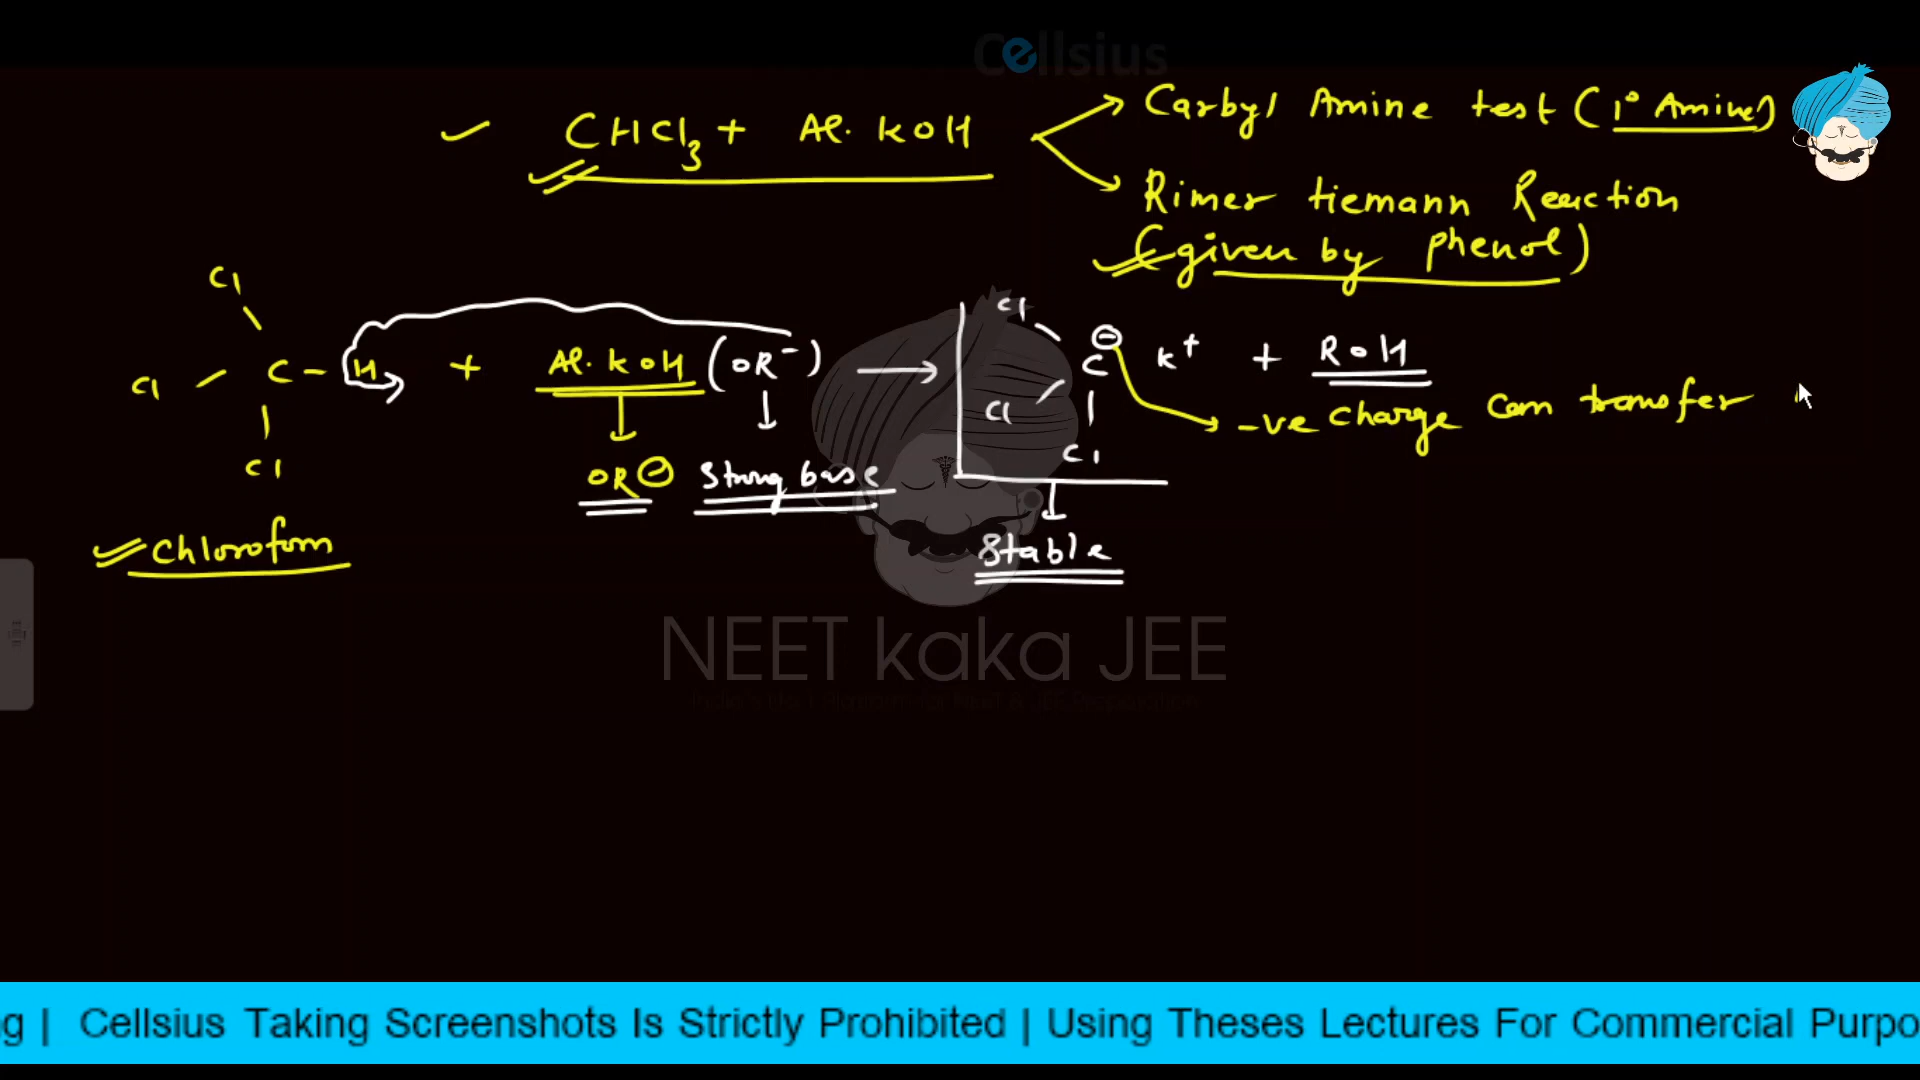 Cellsius
CHCl3 + Al. KOH
Carbyl Amine test (1° Amine)
Rimer tiemann Reaction
(given by phenol)
Cl
Cl
Cl - C - H + Al. KOH (OR-) → C⊖ K+ + ROH
Cl
Cl
Cl
-ve charge can transfer
OR⊖ Strong base
Chloroform
Stable
NEET kaka JEE
g | Cellsius Taking Screenshots Is Strictly Prohibited | Using Theses Lectures For Commercial Purpo